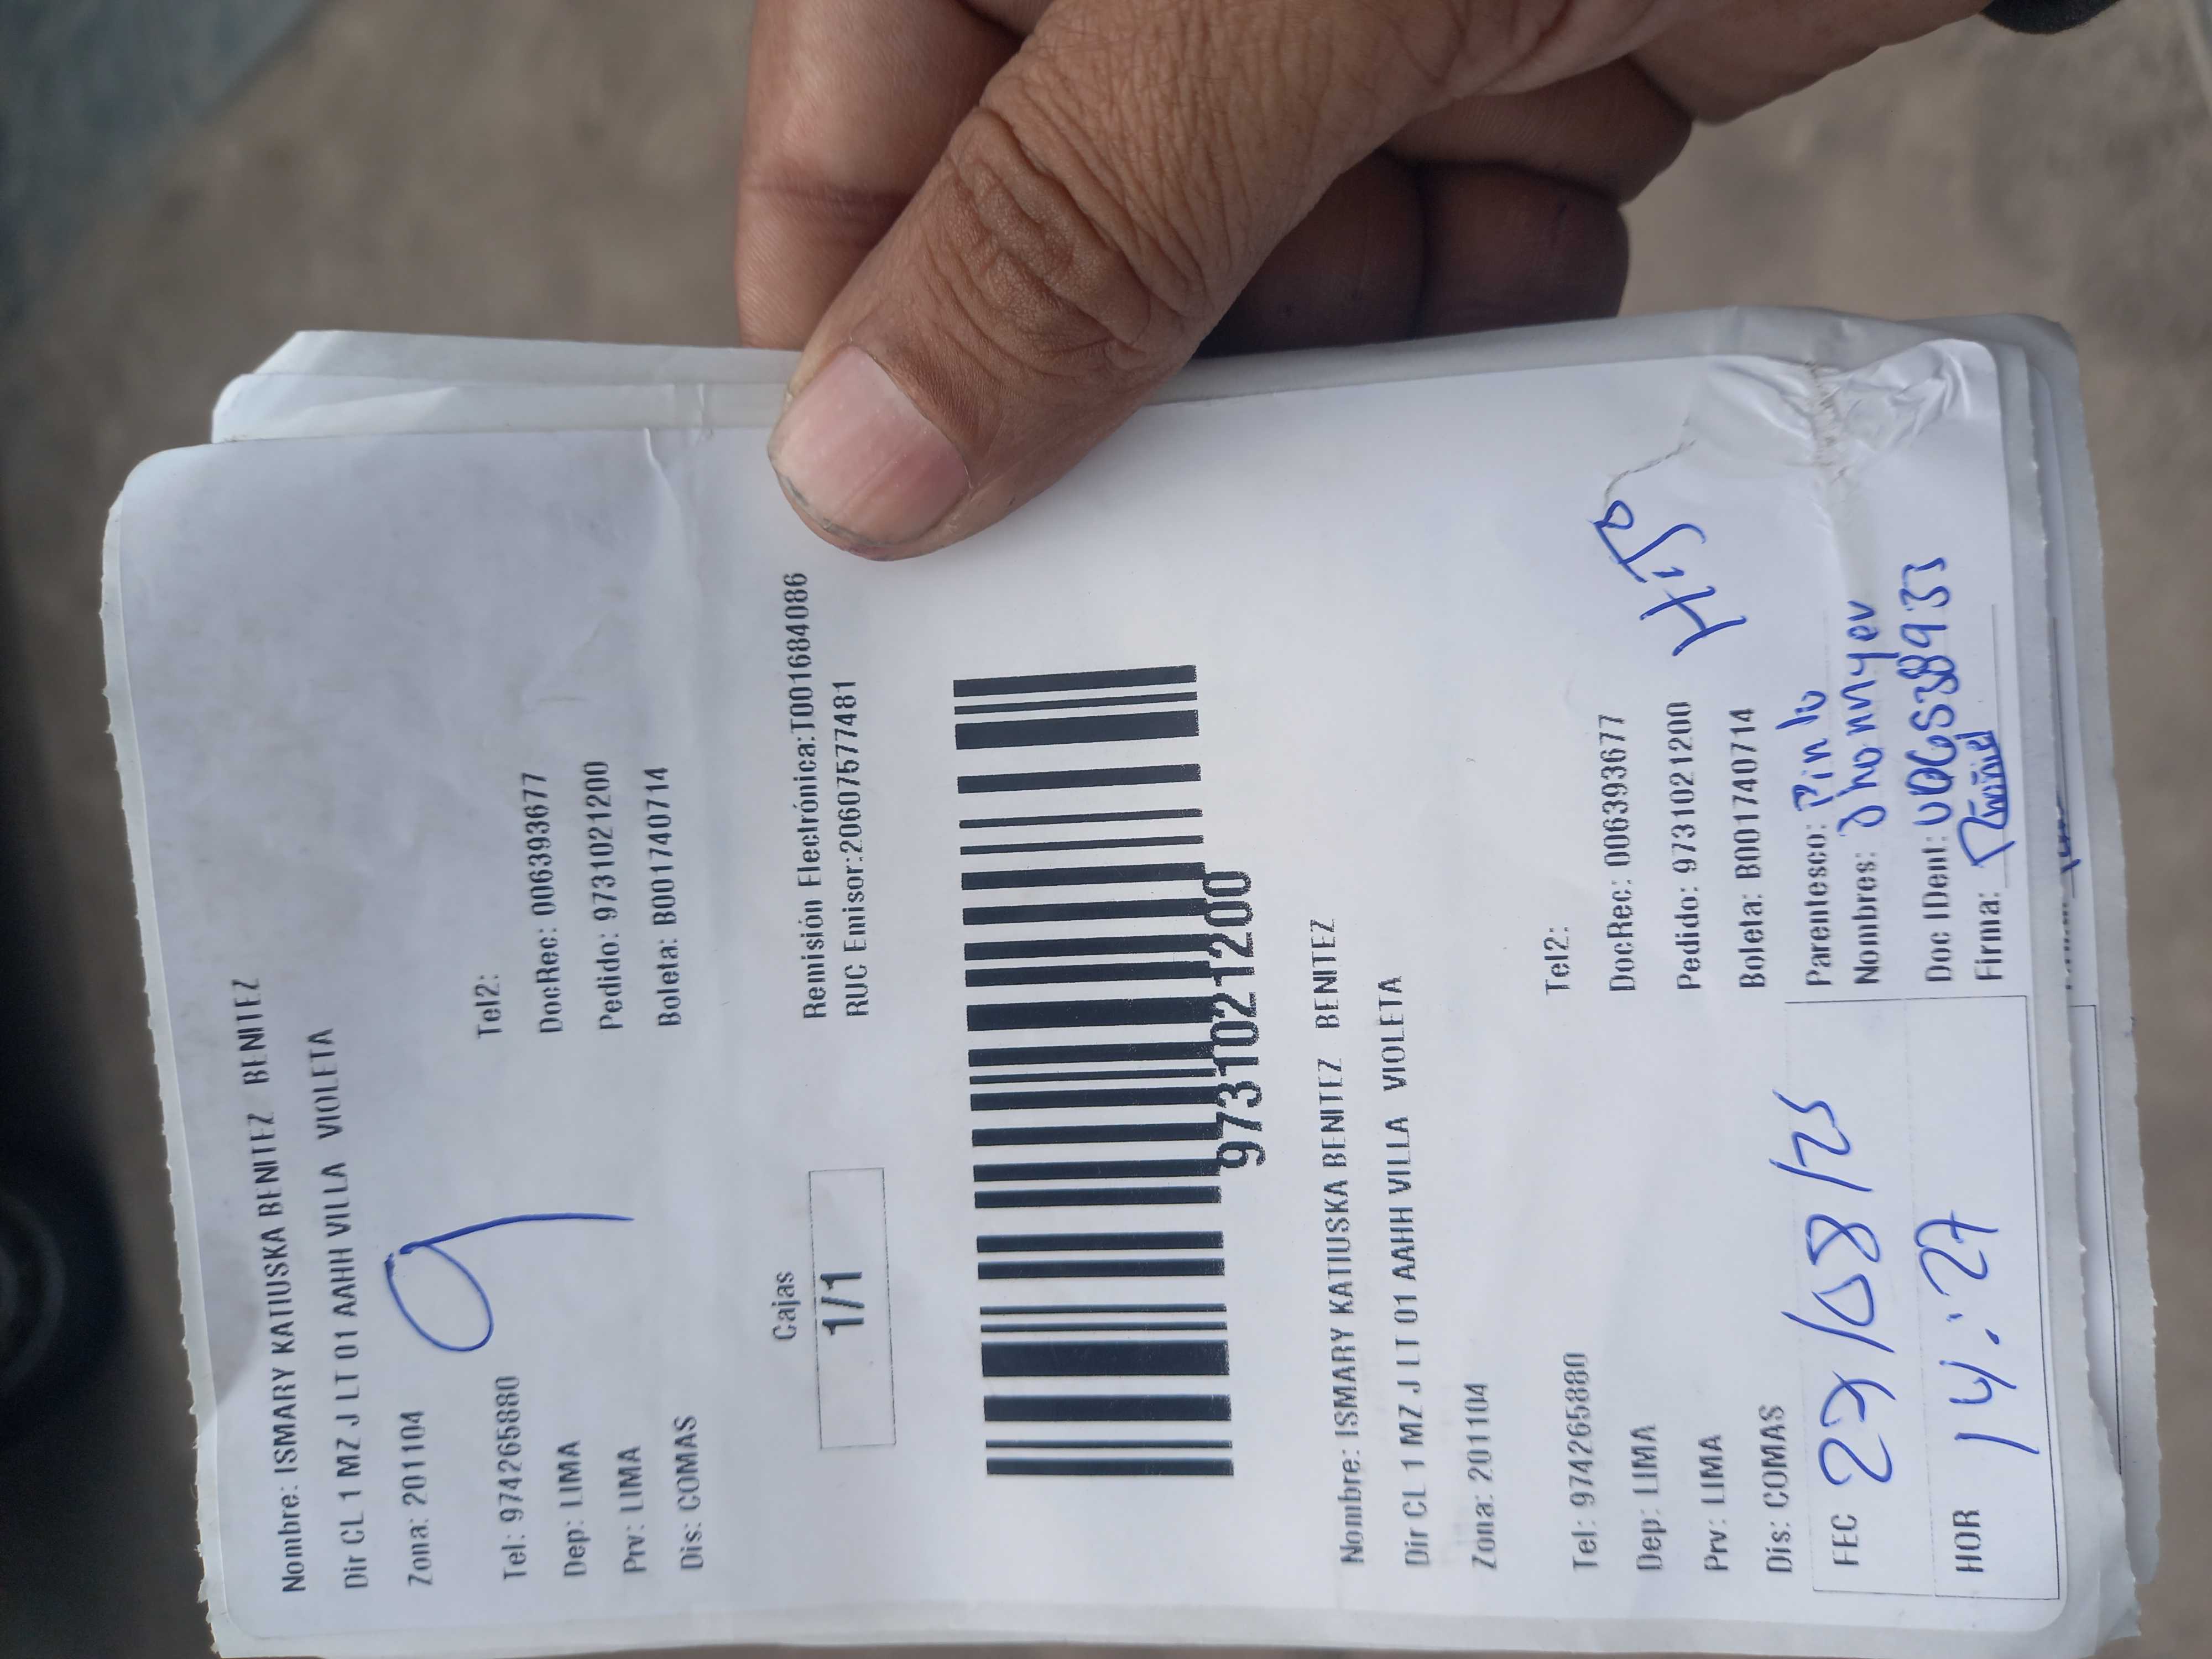 Nombre: ISMARY KATIUSKA BENITEZ BENITEZ
Dir CL 1 MZ J LT 01 AAHH VILLA VIOLETA
Zona: 201104
9
Tel: 974265880
Tel2:
Dep: LIMA
DocRec: 006393677
Prv: LIMA
Pedido: 9731021200
Dis: COMAS
Boleta: B001740714
Cajas
1/1
Remisión Electrónica:T001684086
RUC Emisor:20607577481
9731021200
Nombre: ISMARY KATIUSKA BENITEZ BENITEZ
Dir CL 1 MZ J LT 01 AAHH VILLA VIOLETA
Zona: 201104
Tel: 974265880
Tel2:
Dep: LIMA
DocRec: 006393677
Prv: LIMA
Pedido: 9731021200
HIJO
Dis: COMAS
Boleta: B001740714
FEC 27/08/25
Parentesco: Pinto
Nombres: Jhonnyev
HOR 14:27
Doc IDent:
Firma: